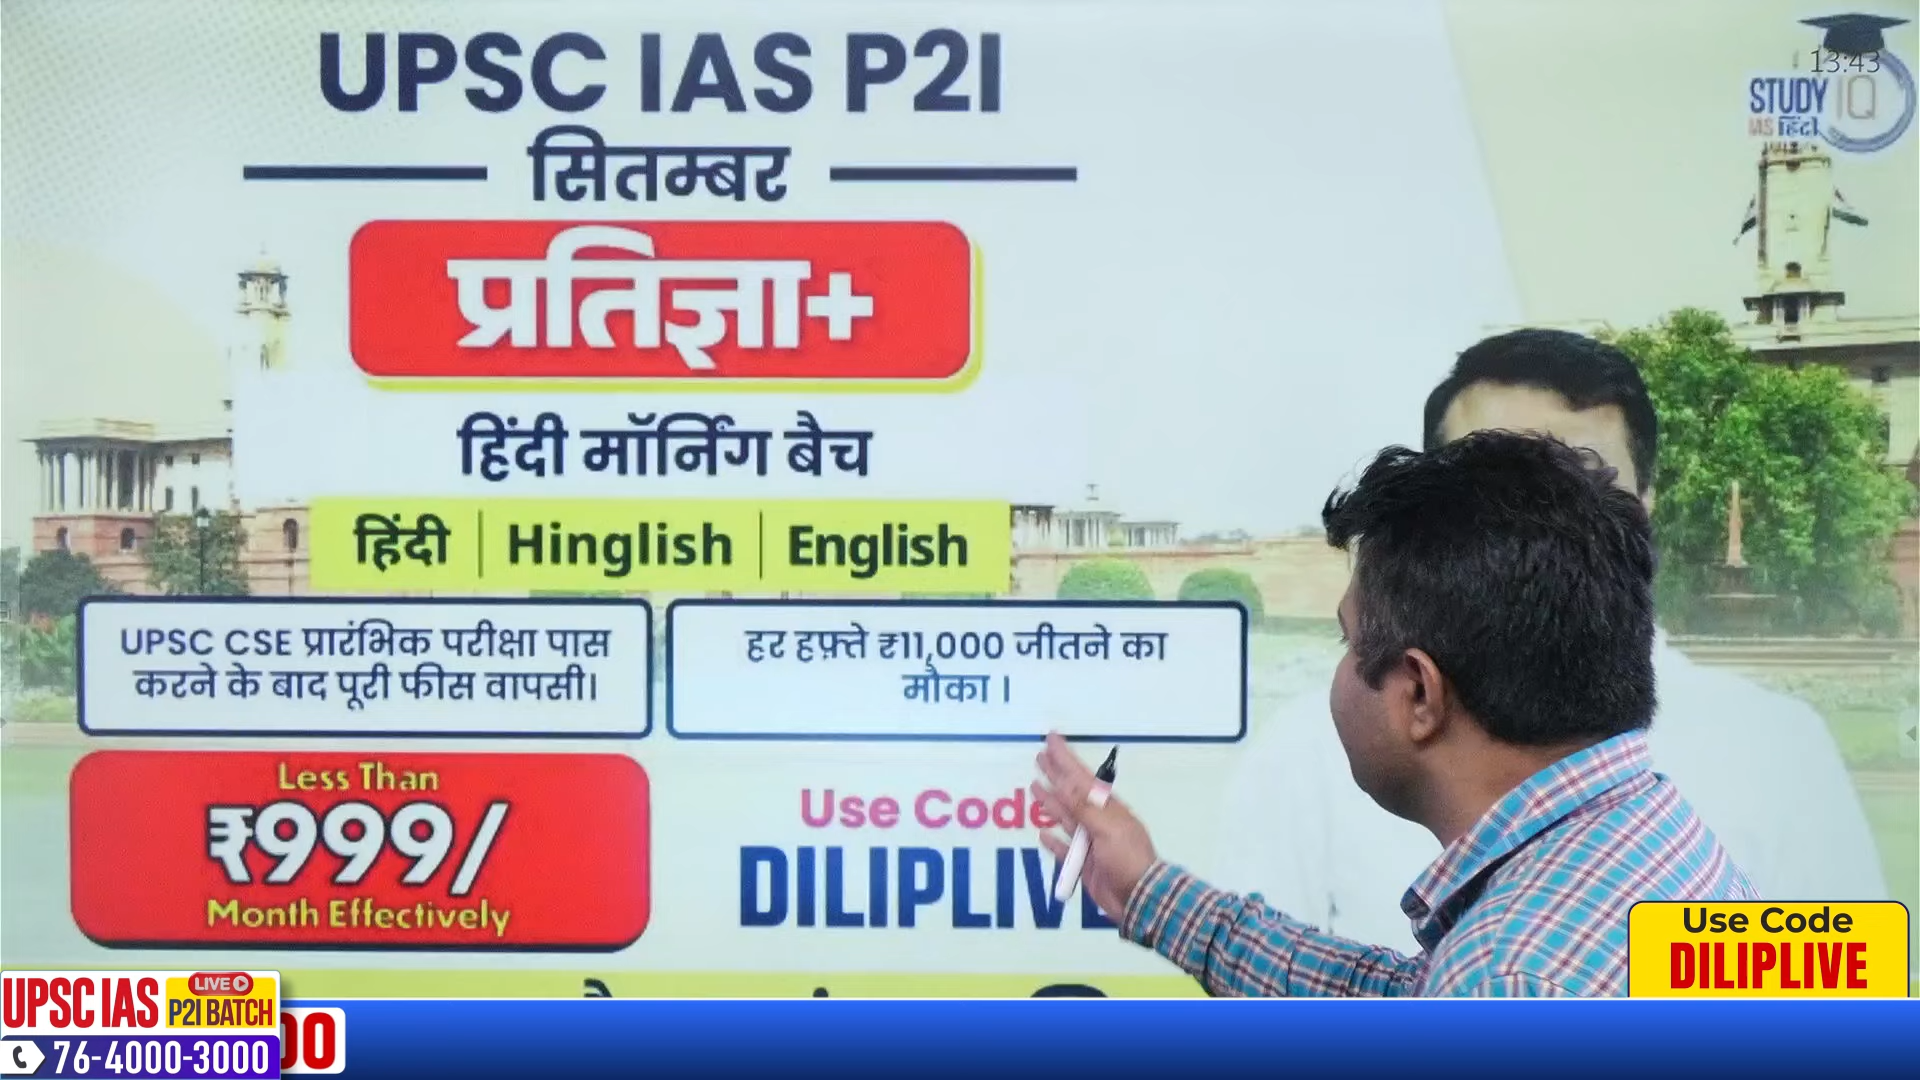 UPSC IAS P2I
सितम्बर
प्रतिज्ञा+
हिंदी मॉर्निंग बैच
हिंदी | Hinglish | English
UPSC CSE प्रारंभिक परीक्षा पास
करने के बाद पूरी फीस वापसी।
हर हफ़्ते ₹11,000 जीतने का
मौका ।
Less Than
₹999/
Month Effectively
Use Code
DILIPLIVE
13:43
STUDY IQ
IAS हिंदी
Use Code
DILIPLIVE
UPSC IAS
LIVE
P2I BATCH
76-4000-3000
00